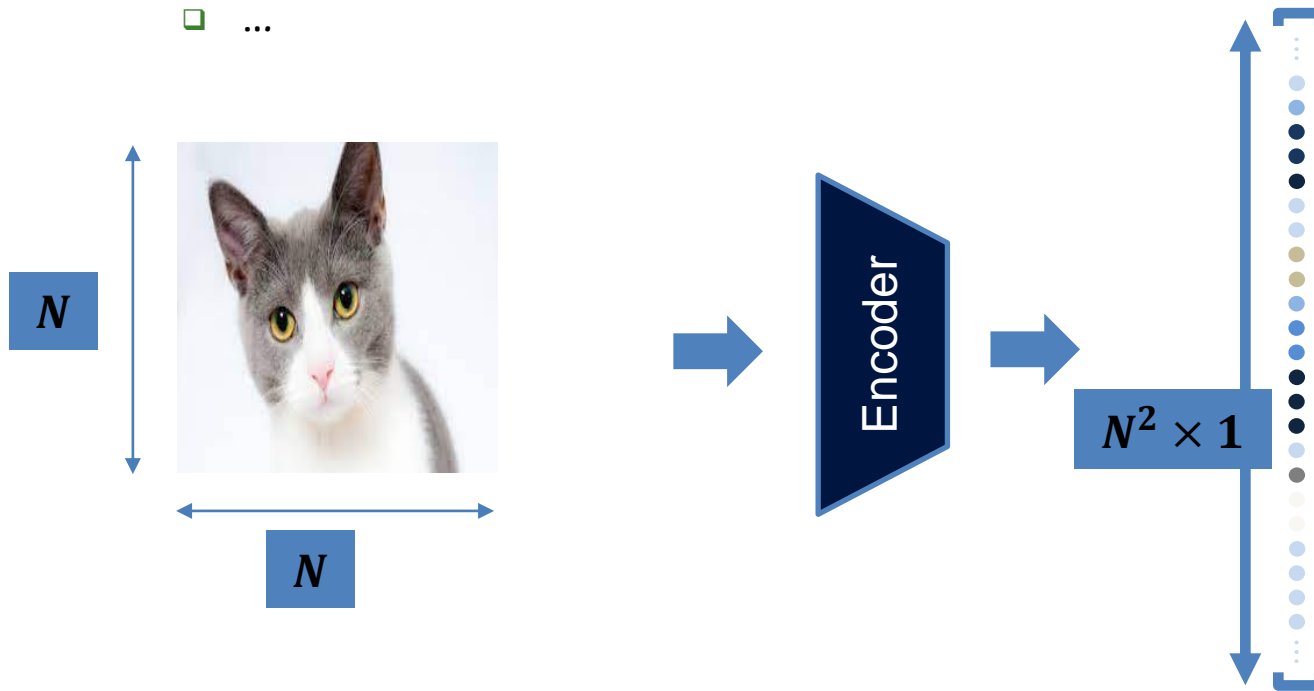 ❑ ...
N
N
Encoder
N² × 1